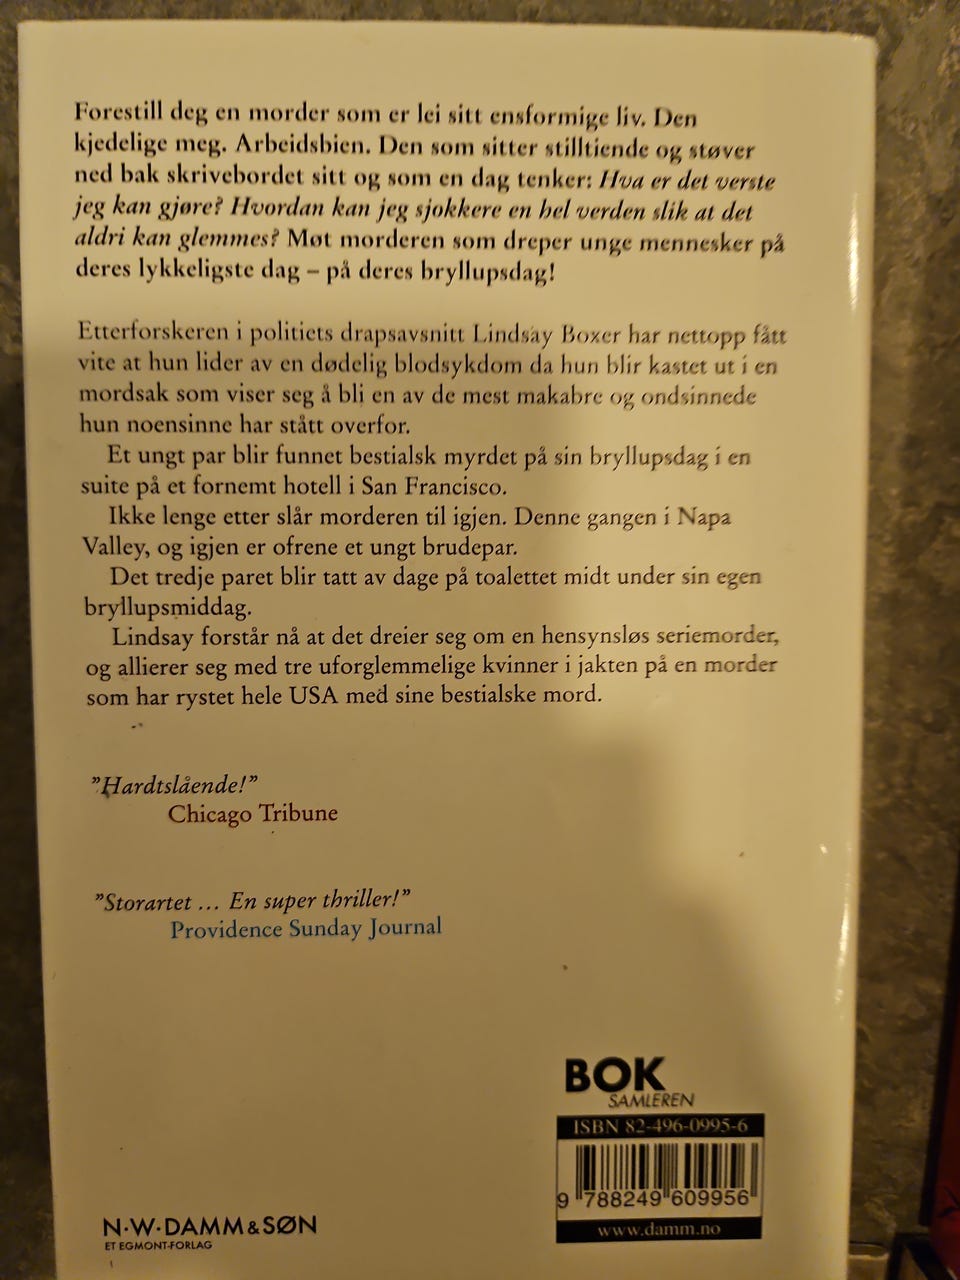 Forestill deg en morder som er lei sitt ensformige liv. Den
kjedelige meg. Arbeidsbien. Den som sitter stilltiende og støver
ned bak skrivebordet sitt og som en dag tenker: Hva er det verste
jeg kan gjøre? Hvordan kan jeg sjokkere en hel verden slik at det
aldri kan glemmes? Møt morderen som dreper unge mennesker på
deres lykkeligste dag – på deres bryllupsdag!
Etterforskeren i politiets drapsavsnitt Lindsay Boxer har nettopp fått
vite at hun lider av en dødelig blodsykdom da hun blir kastet ut i en
mordsak som viser seg å bli en av de mest makabre og ondsinnede
hun noensinne har stått overfor.
Et ungt par blir funnet bestialsk myrdet på sin bryllupsdag i en
suite på et fornemt hotell i San Francisco.
Ikke lenge etter slår morderen til igjen. Denne gangen i Napa
Valley, og igjen er ofrene et ungt brudepar.
Det tredje paret blir tatt av dage på toalettet midt under sin egen
bryllupsmiddag.
Lindsay forstår nå at det dreier seg om en hensynsløs seriemorder,
og allierer seg med tre uforglemmelige kvinner i jakten på en morder
som har rystet hele USA med sine bestialske mord.
”Hardtslående!”
Chicago Tribune
”Storartet ... En super thriller!”
Providence Sunday Journal
BOK
SAMLEREN
ISBN 82-496-0995-6
9 788249 609956
www.damm.no
N·W·DAMM & SØN
ET EGMONT-FORLAG